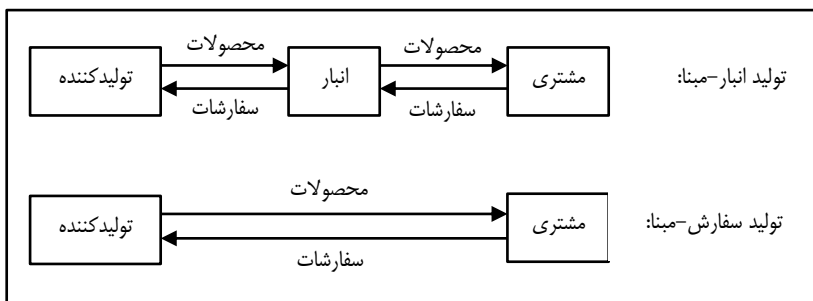 تولید انبار-مبنا:
محصولات
محصولات
مشتری
انبار
تولیدکننده
سفارشات
سفارشات
تولید سفارش-مبنا:
محصولات
مشتری
تولیدکننده
سفارشات